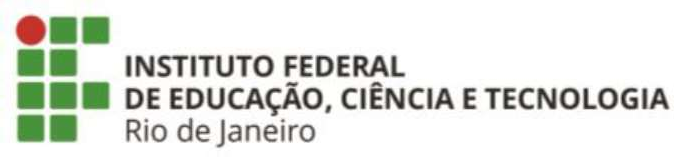 INSTITUTO FEDERAL
DE EDUCAÇÃO, CIÊNCIA E TECNOLOGIA
Rio de Janeiro